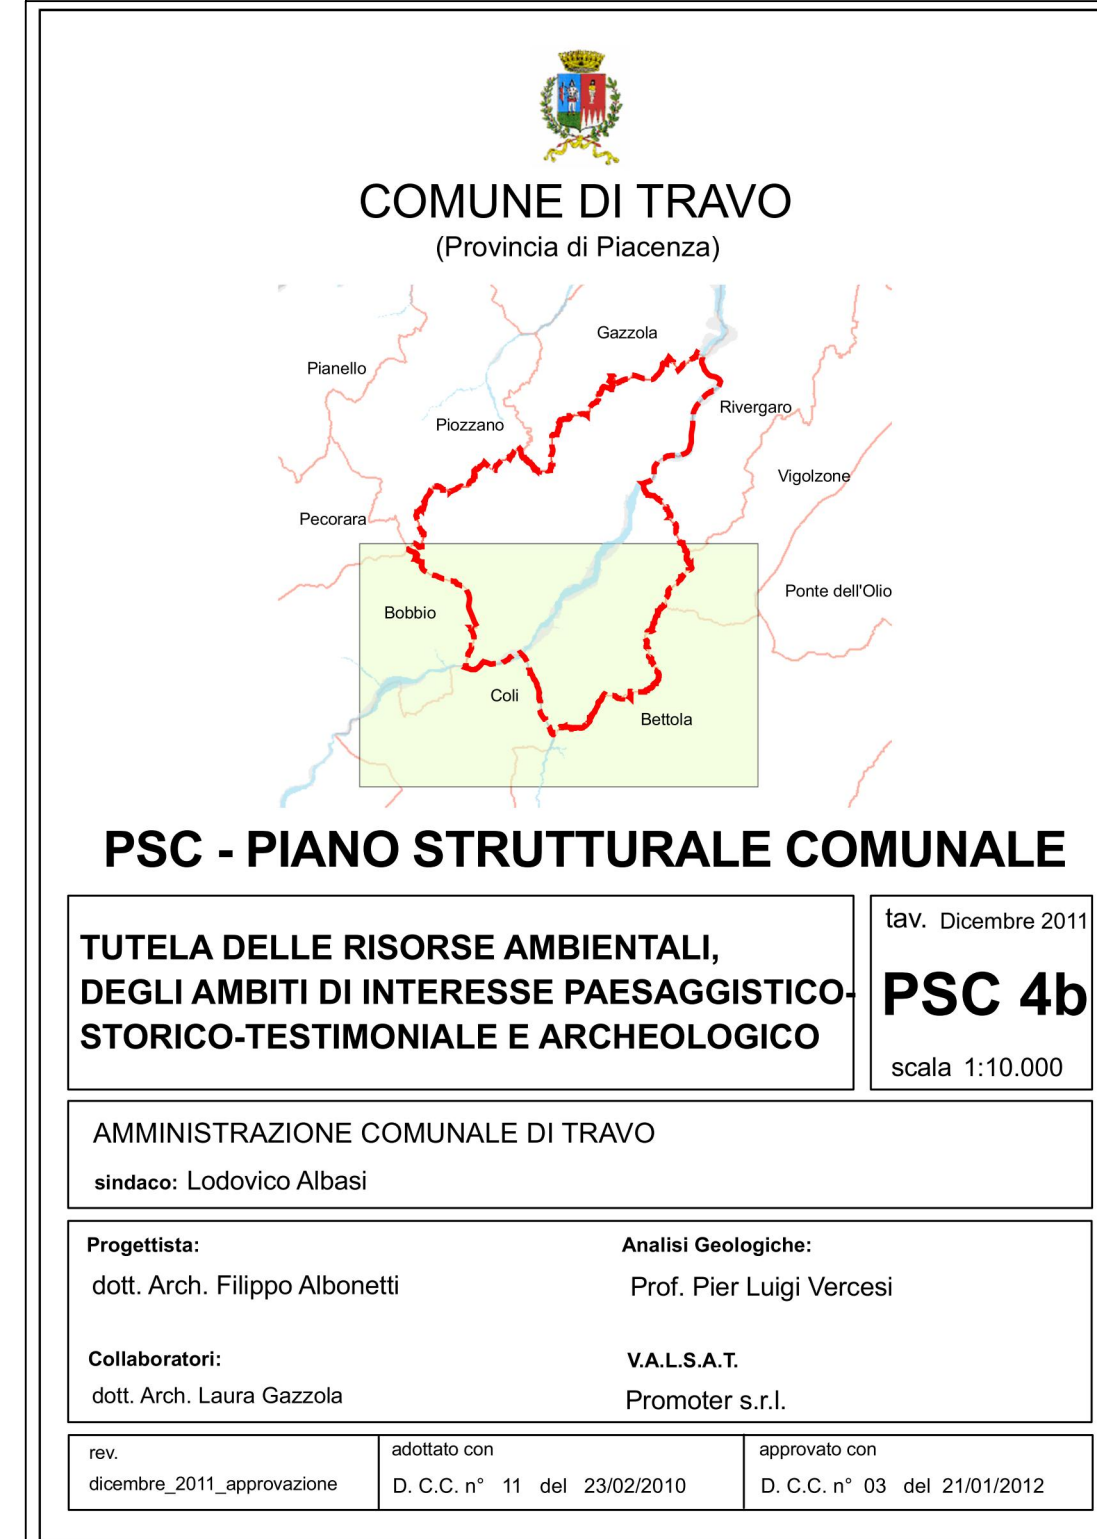 COMUNE DI TRAVO
(Provincia di Piacenza)
Gazzola
Pianello
Rivergaro
Piozzano
Vigolzone
Pecorara
Ponte dell'Olio
Bobbio
Coli
Bettola
PSC - PIANO STRUTTURALE COMUNALE
TUTELA DELLE RISORSE AMBIENTALI,
DEGLI AMBITI DI INTERESSE PAESAGGISTICO-
STORICO-TESTIMONIALE E ARCHEOLOGICO
tav. Dicembre 2011
PSC 4b
scala 1:10.000
AMMINISTRAZIONE COMUNALE DI TRAVO
sindaco: Lodovico Albasi
Progettista:
dott. Arch. Filippo Albonetti
Analisi Geologiche:
Prof. Pier Luigi Vercesi
Collaboratori:
dott. Arch. Laura Gazzola
V.A.L.S.A.T.
Promoter s.r.l.
rev.
dicembre_2011_approvazione
adottato con
D. C.C. n° 11 del 23/02/2010
approvato con
D. C.C. n° 03 del 21/01/2012